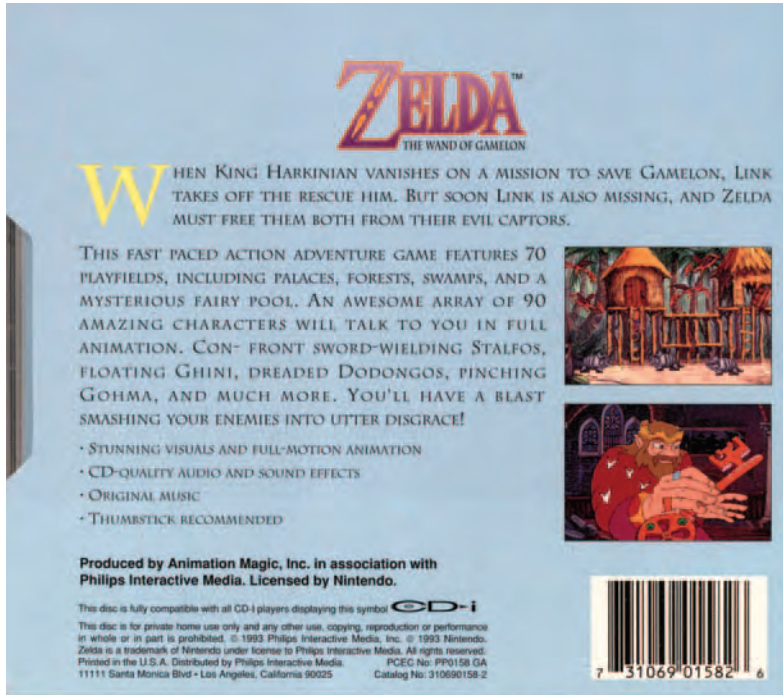 ZELDA™
THE WAND OF GAMELON
WHEN KING HARKINIAN VANISHES ON A MISSION TO SAVE GAMELON, LINK
TAKES OFF THE RESCUE HIM. BUT SOON LINK IS ALSO MISSING, AND ZELDA
MUST FREE THEM BOTH FROM THEIR EVIL CAPTORS.
THIS FAST PACED ACTION ADVENTURE GAME FEATURES 70
PLAYFIELDS, INCLUDING PALACES, FORESTS, SWAMPS, AND A
MYSTERIOUS FAIRY POOL. AN AWESOME ARRAY OF 90
AMAZING CHARACTERS WILL TALK TO YOU IN FULL
ANIMATION. CON- FRONT SWORD-WIELDING STALFOS,
FLOATING GHINI, DREADED DODONGOS, PINCHING
GOHMA, AND MUCH MORE. YOU'LL HAVE A BLAST
SMASHING YOUR ENEMIES INTO UTTER DISGRACE!
· STUNNING VISUALS AND FULL-MOTION ANIMATION
· CD-QUALITY AUDIO AND SOUND EFFECTS
· ORIGINAL MUSIC
· THUMBSTICK RECOMMENDED
Produced by Animation Magic, Inc. in association with
Philips Interactive Media. Licensed by Nintendo.
This disc is fully compatible with all CD-I players displaying this symbol CD-i
This disc is for private home use only and any other use, copying, reproduction or performance
in whole or in part is prohibited. © 1993 Philips Interactive Media, Inc. © 1993 Nintendo.
Zelda is a trademark of Nintendo under license to Philips Interactive Media. All rights reserved.
Printed in the U.S.A. Distributed by Philips Interactive Media. PCEC No: PP0158 GA
11111 Santa Monica Blvd • Los Angeles, California 90025 Catalog No: 310690158-2
7 31069 01582 6